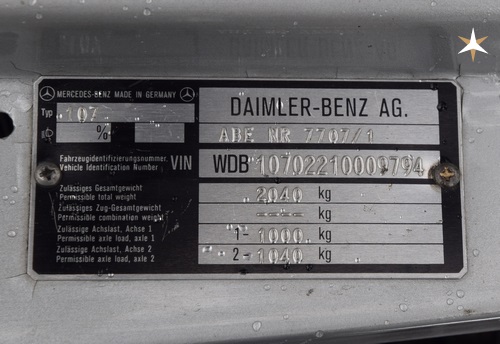 MERCEDES-BENZ MADE IN GERMANY
Typ 107
%
DAIMLER-BENZ AG.
ABE NR 7707/1
Fahrzeugidentifizierungsnummer
Vehicle Identification Number VIN WDB 10702210009794
Zulässiges Gesamtgewicht
Permissible total weight 2040 kg
Zulässiges Zug-Gesamtgewicht
Permissible combination weight ---- kg
Zulässige Achslast, Achse 1
Permissible axle load, axle 1 1- 1000 kg
Zulässige Achslast, Achse 2
Permissible axle load, axle 2 2- 1040 kg